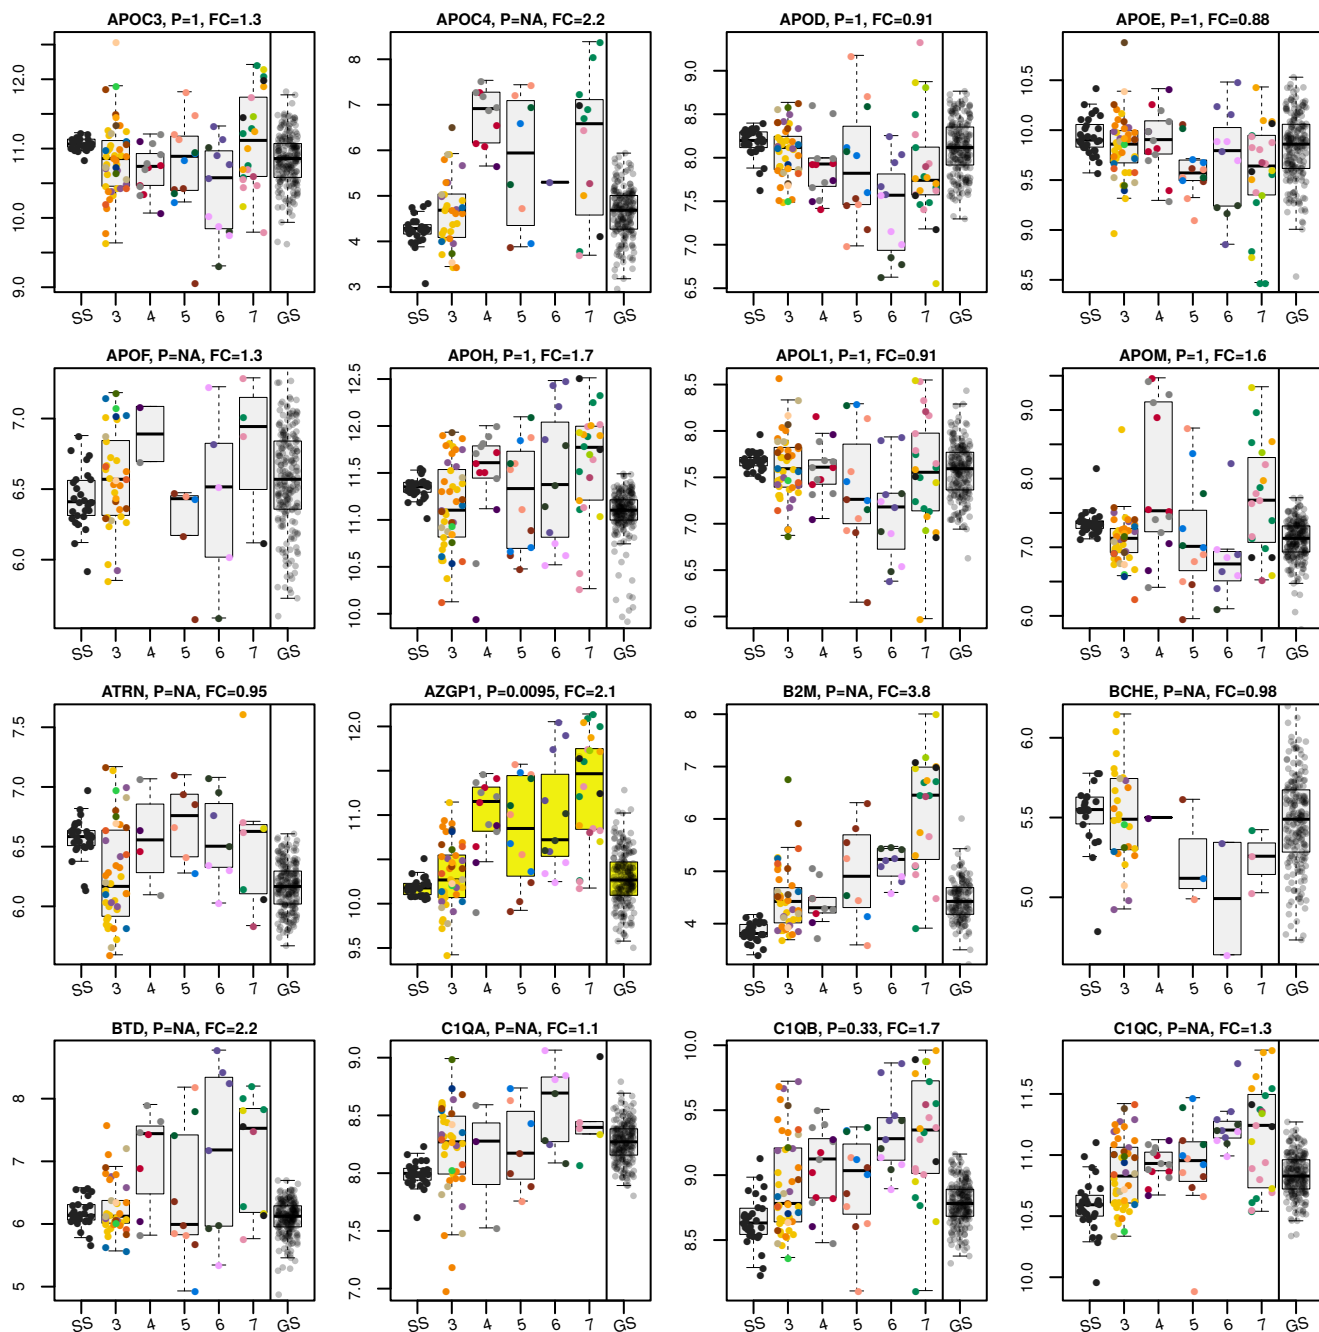 APOC3, P=1, FC=1.3
9.0 10.0 11.0 12.0
SS 3 4 5 6 7 GS
APOC4, P=NA, FC=2.2
3 4 5 6 7 8
SS 3 4 5 6 7 GS
APOD, P=1, FC=0.91
6.5 7.0 7.5 8.0 8.5 9.0
SS 3 4 5 6 7 GS
APOE, P=1, FC=0.88
8.5 9.0 9.5 10.0 10.5
SS 3 4 5 6 7 GS
APOF, P=NA, FC=1.3
6.0 6.5 7.0
SS 3 4 5 6 7 GS
APOH, P=1, FC=1.7
10.0 10.5 11.0 11.5 12.0 12.5
SS 3 4 5 6 7 GS
APOL1, P=1, FC=0.91
6.0 6.5 7.0 7.5 8.0 8.5
SS 3 4 5 6 7 GS
APOM, P=1, FC=1.6
6.0 7.0 8.0 9.0
SS 3 4 5 6 7 GS
ATRN, P=NA, FC=0.95
6.0 6.5 7.0 7.5
SS 3 4 5 6 7 GS
AZGP1, P=0.0095, FC=2.1
9.5 10.0 11.0 12.0
SS 3 4 5 6 7 GS
B2M, P=NA, FC=3.8
4 5 6 7 8
SS 3 4 5 6 7 GS
BCHE, P=NA, FC=0.98
5.0 5.5 6.0
SS 3 4 5 6 7 GS
BTD, P=NA, FC=2.2
5 6 7 8
SS 3 4 5 6 7 GS
C1QA, P=NA, FC=1.1
7.0 7.5 8.0 8.5 9.0
SS 3 4 5 6 7 GS
C1QB, P=0.33, FC=1.7
8.5 9.0 9.5 10.0
SS 3 4 5 6 7 GS
C1QC, P=NA, FC=1.3
10.0 10.5 11.0 11.5
SS 3 4 5 6 7 GS